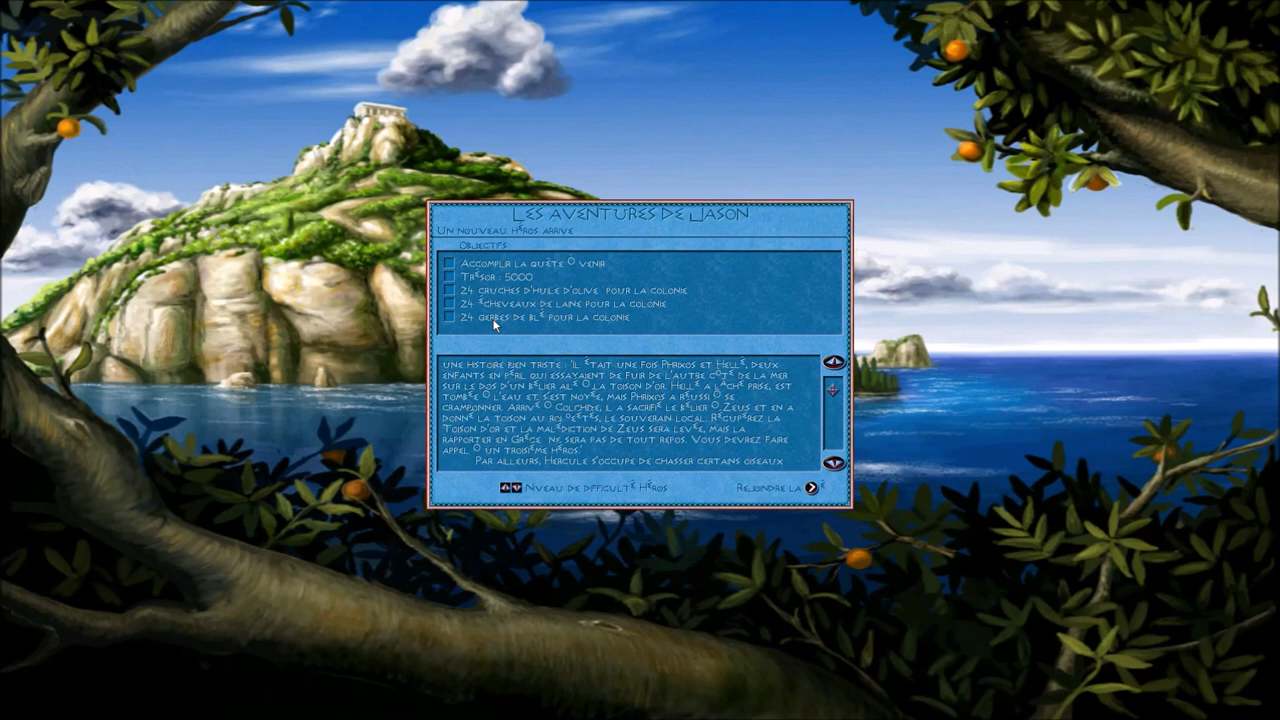 LES AVENTURES DE JASON
UN NOUVEAU HÉROS ARRIVE
OBJECTIFS
ACCOMPLIR LA QUÊTE À VENIR
TRÉSOR : 5000
24 CRUCHES D'HUILE D'OLIVE POUR LA COLONIE
24 ÉCHEVEAUX DE LAINE POUR LA COLONIE
24 GERBES DE BLÉ POUR LA COLONIE
UNE HISTOIRE BIEN TRISTE : 'IL ÉTAIT UNE FOIS PHRIXOS ET HELLÉ, DEUX
ENFANTS EN PÉRIL QUI ESSAYAIENT DE FUIR DE L'AUTRE CÔTÉ DE LA MER
SUR LE DOS D'UN BÉLIER AILÉ À LA TOISON D'OR. HELLÉ A LÂCHÉ PRISE, EST
TOMBÉE À L'EAU ET S'EST NOYÉE, MAIS PHRIXOS A RÉUSSI À SE
CRAMPONNER. ARRIVÉ À COLCHIDE, IL A SACRIFIÉ LE BÉLIER À ZEUS ET EN A
DONNÉ LA TOISON AU ROI ÆÉTÈS, LE SOUVERAIN LOCAL. RÉCUPÉREZ LA
TOISON D'OR ET LA MALÉDICTION DE ZEUS SERA LEVÉE, MAIS LA
RAPPORTER EN GRÈCE NE SERA PAS DE TOUT REPOS. VOUS DEVREZ FAIRE
APPEL À UN TROISIÈME HÉROS.'
PAR AILLEURS, HERCULE S'OCCUPE DE CHASSER CERTAINS OISEAUX
NIVEAU DE DIFFICULTÉ HÉROS
REJOINDRE LA